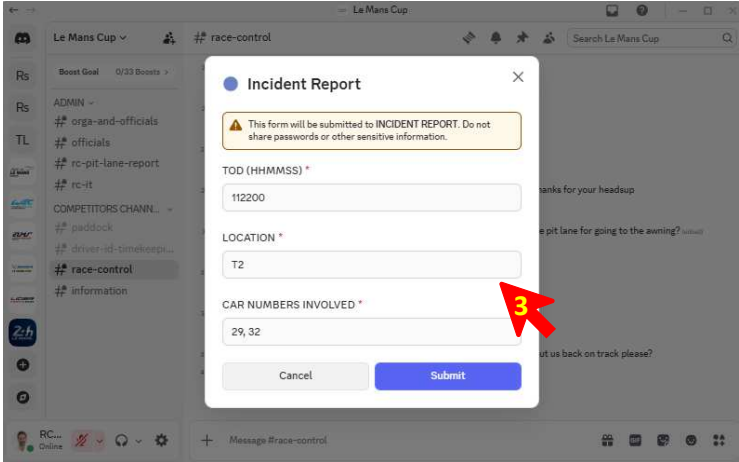 Le Mans Cup
Le Mans Cup
# race-control
Search Le Mans Cup
Rs
Boost Goal 0/33 Boosts >
Rs
ADMIN
# orga-and-officials
TL
# officials
# rc-pit-lane-report
# rc-it
COMPETITORS CHANN...
# paddock
# driver-id-timekeepi...
# race-control
# information
24h
Incident Report
This form will be submitted to INCIDENT REPORT. Do not
share passwords or other sensitive information.
TOD (HHMMSS) *
112200
LOCATION *
T2
CAR NUMBERS INVOLVED *
29, 32
Cancel
Submit
3
for your headsup
e pit lane for going to the awning? (edited)
ut us back on track please?
RC...
Online
Message #race-control
GIF